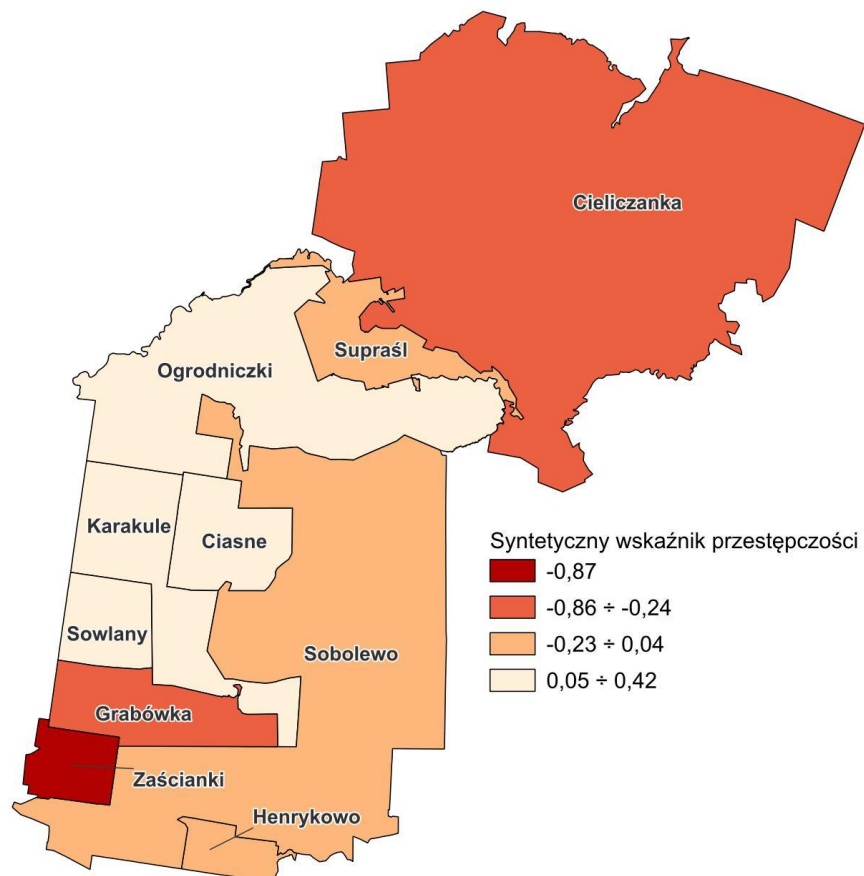 Cieliczanka
Supraśl
Ogrodniczki
Karakule
Ciasne
Syntetyczny wskaźnik przestępczości
-0,87
-0,86 ÷ -0,24
-0,23 ÷ 0,04
0,05 ÷ 0,42
Sowlany
Sobolewo
Grabówka
Zaścianki
Henrykowo